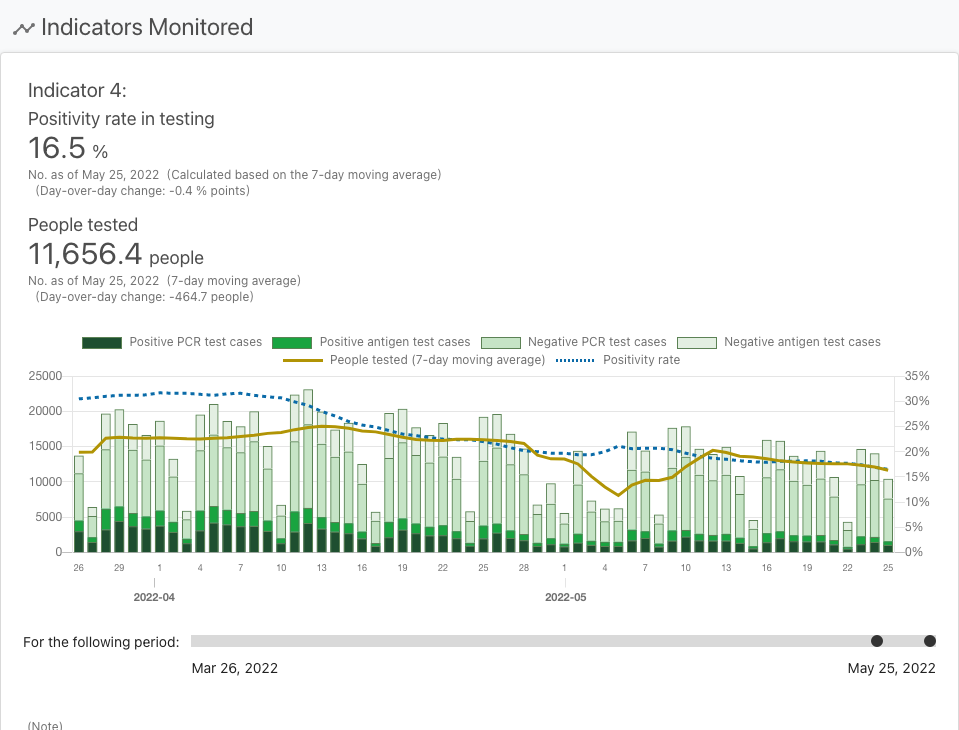 Indicators Monitored
Indicator 4:
Positivity rate in testing
16.5 %
No. as of May 25, 2022 (Calculated based on the 7-day moving average)
(Day-over-day change: -0.4 % points)
People tested
11,656.4 people
No. as of May 25, 2022 (7-day moving average)
(Day-over-day change: -464.7 people)
Positive PCR test cases Positive antigen test cases Negative PCR test cases Negative antigen test cases
People tested (7-day moving average) Positivity rate
25000 35%
30%
20000
25%
15000 20%
15%
10000
10%
5000
5%
0 0%
26 29 1 4 7 10 13 16 19 22 25 28 1 4 7 10 13 16 19 22 25
2022-04 2022-05
For the following period:
Mar 26, 2022 May 25, 2022
(Note)